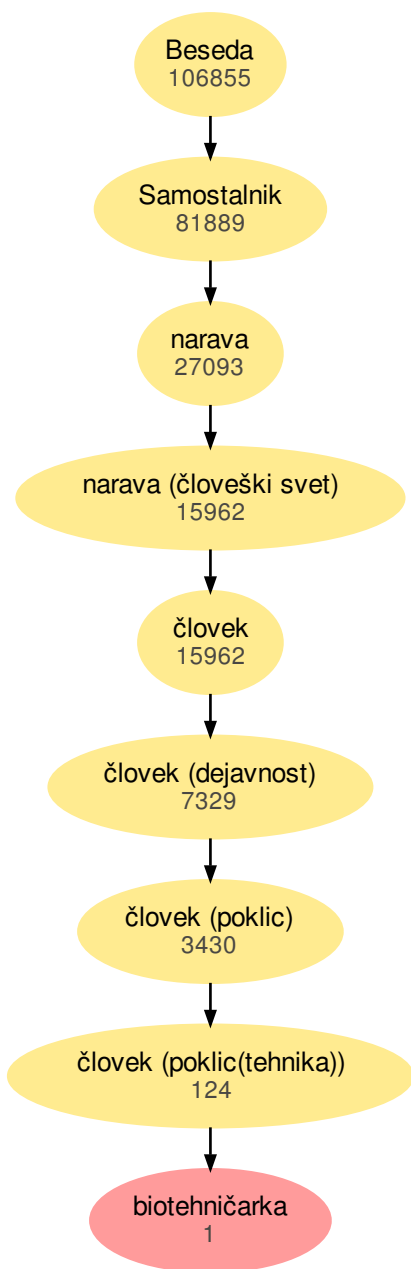 Beseda
106855
Samostalnik
81889
narava
27093
narava (človeški svet)
15962
človek
15962
človek (dejavnost)
7329
človek (poklic)
3430
človek (poklic(tehnika))
124
biotehničarka
1